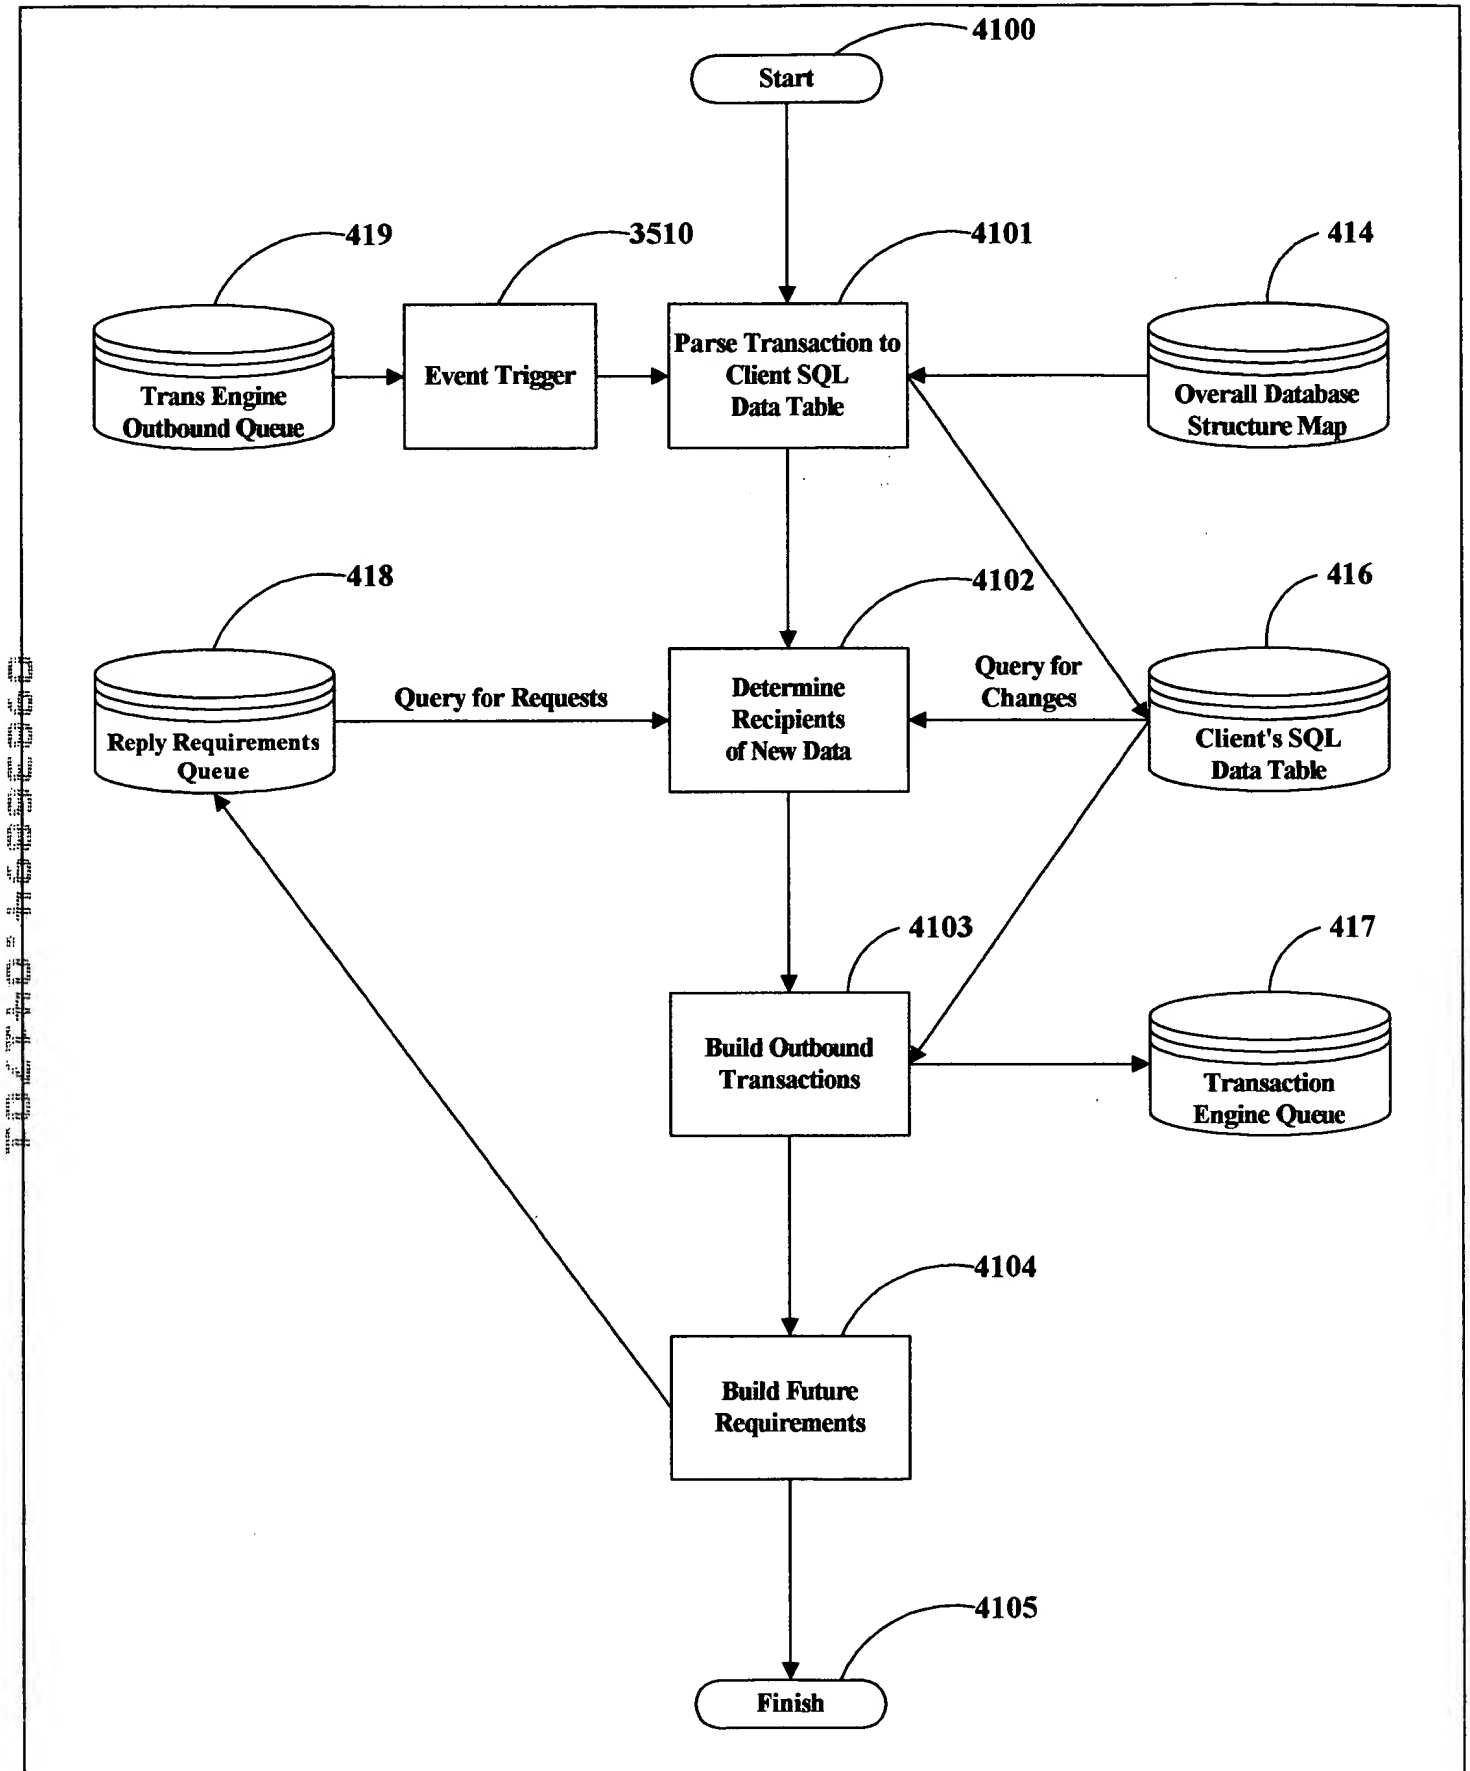 4100
Start
419
3510
4101
414
Trans Engine
Outbound Queue
Event Trigger
Parse Transaction to
Client SQL
Data Table
Overall Database
Structure Map
418
4102
416
Reply Requirements
Queue
Query for Requests
Determine
Recipients
of New Data
Query for
Changes
Client's SQL
Data Table
4103
417
Build Outbound
Transactions
Transaction
Engine Queue
4104
Build Future
Requirements
4105
Finish